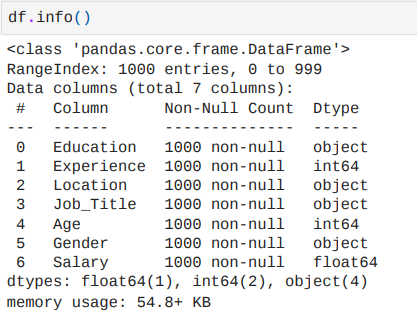 df.info()
<class 'pandas.core.frame.DataFrame'>
RangeIndex: 1000 entries, 0 to 999
Data columns (total 7 columns):
 #   Column      Non-Null Count  Dtype
---  ------      --------------  -----
 0   Education   1000 non-null   object
 1   Experience  1000 non-null   int64
 2   Location    1000 non-null   object
 3   Job_Title   1000 non-null   object
 4   Age         1000 non-null   int64
 5   Gender      1000 non-null   object
 6   Salary      1000 non-null   float64
dtypes: float64(1), int64(2), object(4)
memory usage: 54.8+ KB